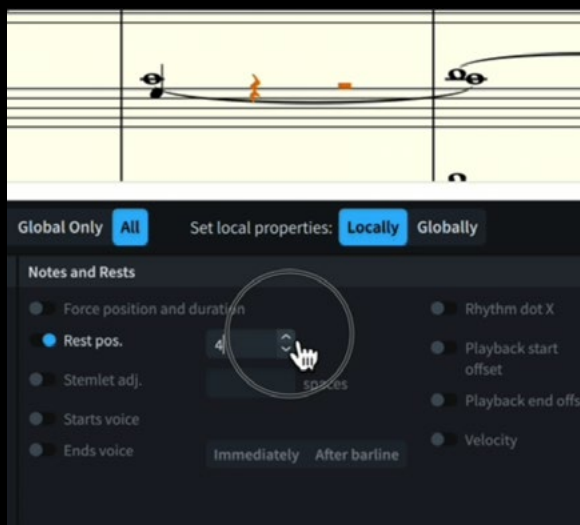 Global Only All Set local properties: Locally Globally
Notes and Rests
Force position and duration Rhythm dot X
Rest pos. 4 Playback start
offset
Stemlet adj. spaces
Playback end offs
Starts voice Velocity
Ends voice Immediately After barline